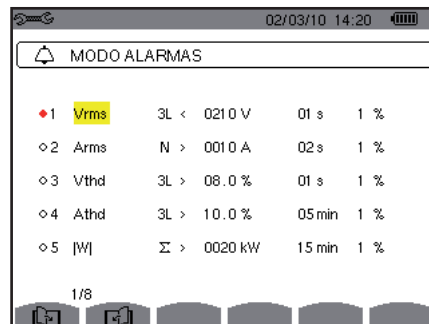 02/03/10 14:20
MODO ALARMAS
1 Vrms 3L < 0210 V 01 s 1 %
2 Arms N > 0010 A 02 s 1 %
3 Vthd 3L > 08.0 % 01 s 1 %
4 Athd 3L > 10.0 % 05 min 1 %
5 |W| Σ > 0020 kW 15 min 1 %
1/8